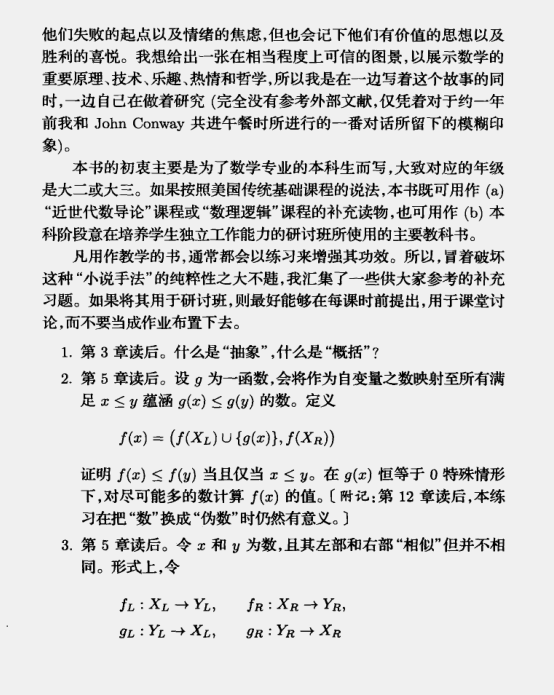 他们失败的起点以及情绪的焦虑,但也会记下他们有价值的思想以及
胜利的喜悦。我想给出一张在相当程度上可信的图景,以展示数学的
重要原理、技术、乐趣、热情和哲学,所以我是在一边写着这个故事的同
时,一边自己在做着研究 (完全没有参考外部文献,仅凭着对于约一年
前我和 John Conway 共进午餐时所进行的一番对话所留下的模糊印
象)。
本书的初衷主要是为了数学专业的本科生而写,大致对应的年级
是大二或大三。如果按照美国传统基础课程的说法,本书既可用作 (a)
“近世代数导论”课程或“数理逻辑”课程的补充读物,也可用作 (b) 本
科阶段意在培养学生独立工作能力的研讨班所使用的主要教科书。
凡用作教学的书,通常都会以练习来增强其功效。所以,冒着破坏
这种“小说手法”的纯粹性之大不韪,我汇集了一些供大家参考的补充
习题。如果将其用于研讨班,则最好能够在每课时前提出,用于课堂讨
论,而不要当成作业布置下去。
1. 第 3 章读后。什么是“抽象”,什么是“概括”?
2. 第 5 章读后。设 g 为一函数,会将作为自变量之数映射至所有满
足 x ≤ y 蕴涵 g(x) ≤ g(y) 的数。定义
f(x) = (f(X_L) ∪ {g(x)}, f(X_R))
证明 f(x) ≤ f(y) 当且仅当 x ≤ y。在 g(x) 恒等于 0 特殊情形
下,对尽可能多的数计算 f(x) 的值。〔附记:第 12 章读后,本练
习在把“数”换成“伪数”时仍然有意义。〕
3. 第 5 章读后。令 x 和 y 为数,且其左部和右部“相似”但并不相
同。形式上,令
f_L : X_L → Y_L, f_R : X_R → Y_R,
g_L : Y_L → X_L, g_R : Y_R → X_R